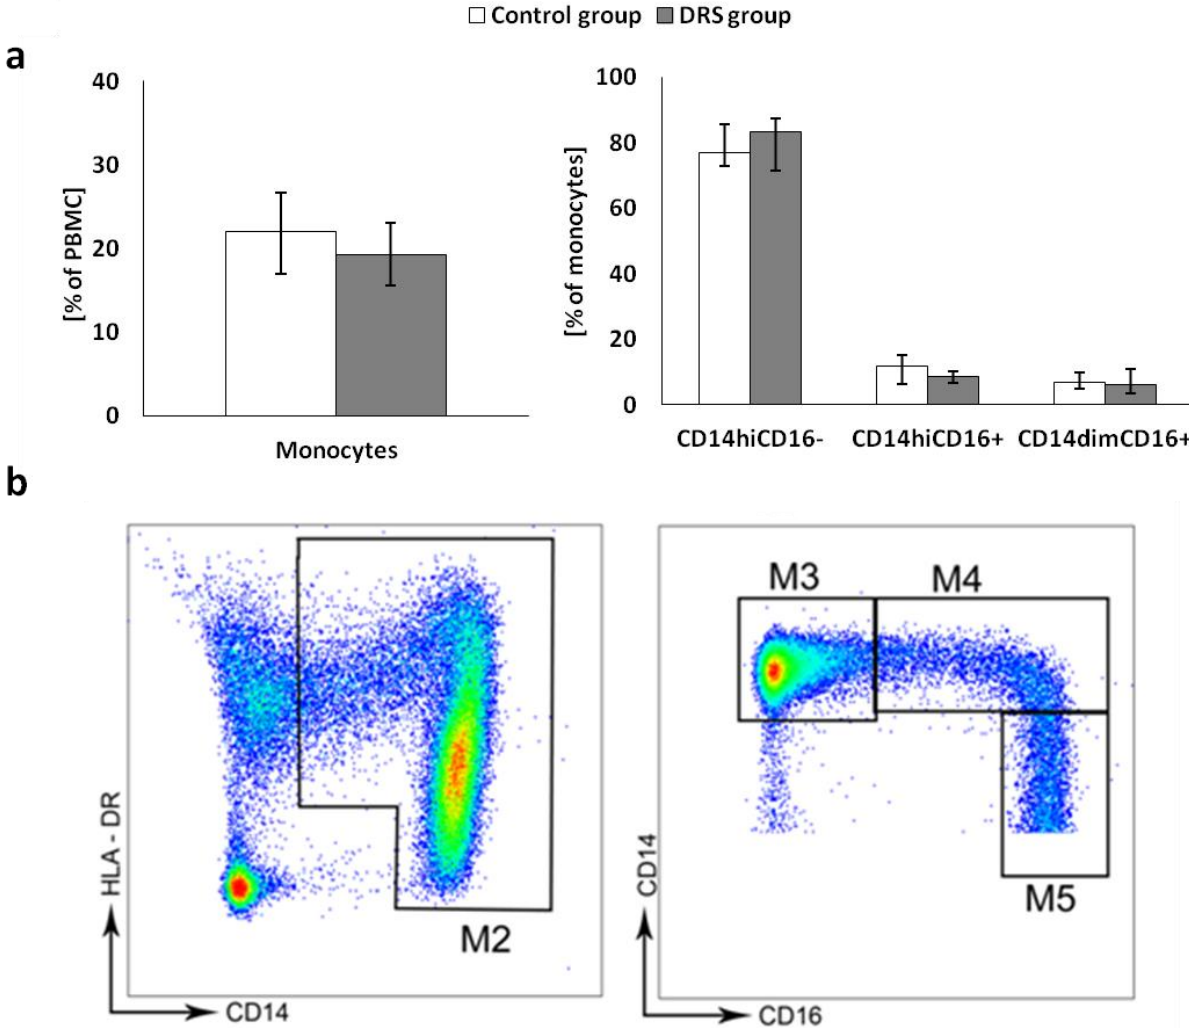 Control group DRS group
a
40
30
20
10
0
[% of PBMC]
Monocytes
100
80
60
40
20
0
[% of monocytes]
CD14hiCD16- CD14hiCD16+ CD14dimCD16+
b
HLA - DR
CD14
M2
M3 M4
M5
CD14
CD16